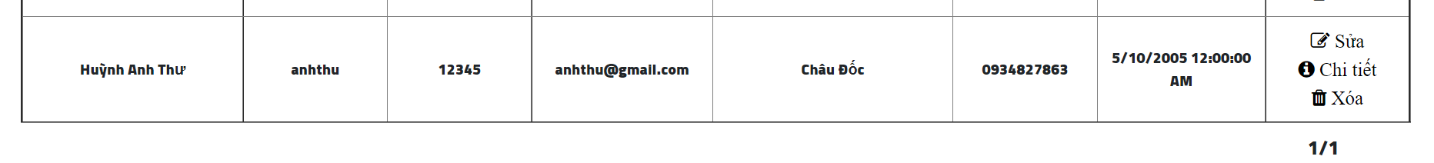 Huỳnh Anh Thư
anhthu
12345
anhthu@gmail.com
Châu Đốc
0934827863
5/10/2005 12:00:00
AM
Sửa
Chi tiết
Xóa
1/1